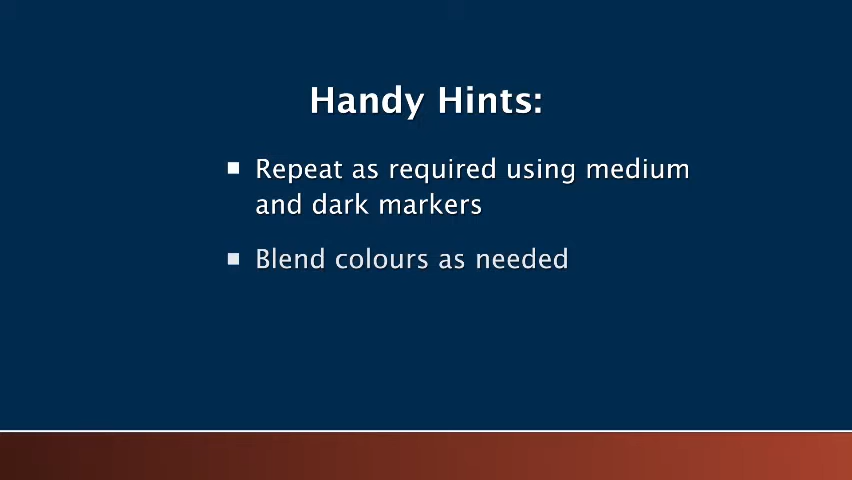 Handy Hints:
Repeat as required using medium
and dark markers
Blend colours as needed